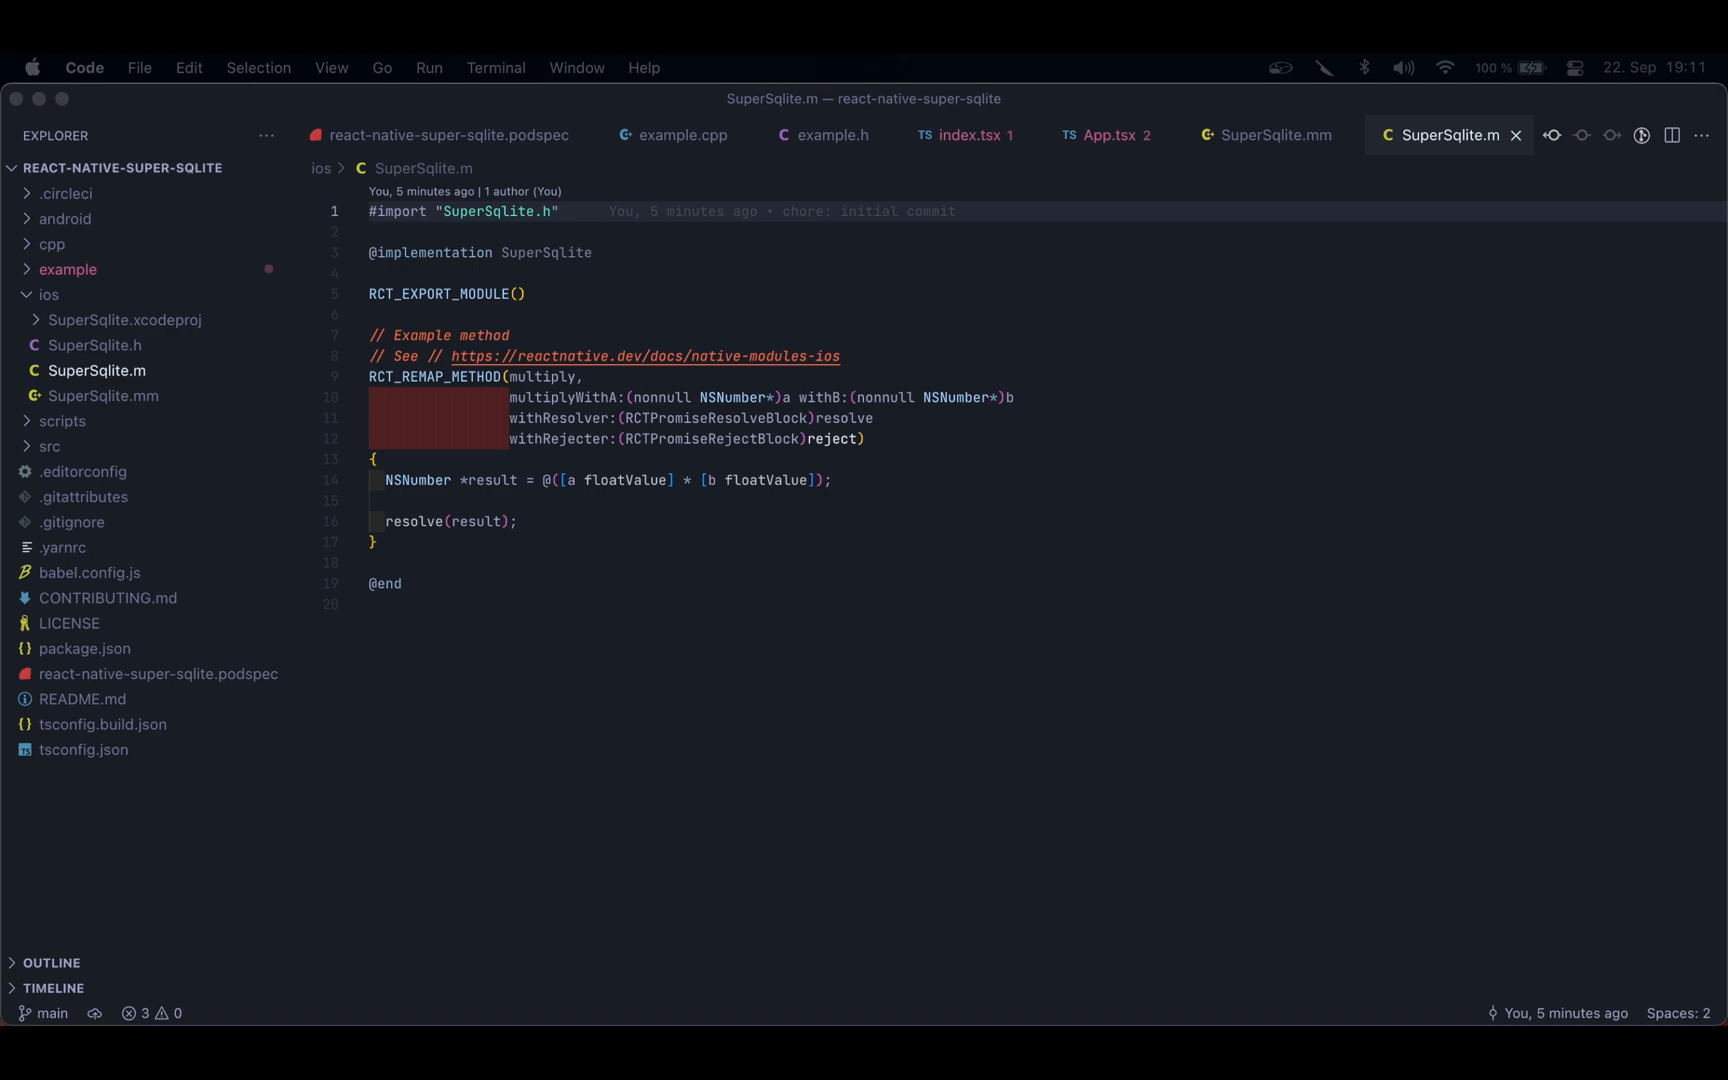 Code File Edit Selection View Go Run Terminal Window Help 100 % 22. Sep 19:11
SuperSqlite.m — react-native-super-sqlite
EXPLORER ···
react-native-super-sqlite.podspec example.cpp C example.h TS index.tsx 1 TS App.tsx 2 SuperSqlite.mm C SuperSqlite.m
REACT-NATIVE-SUPER-SQLITE
.circleci
android
cpp
example
ios
SuperSqlite.xcodeproj
C SuperSqlite.h
C SuperSqlite.m
SuperSqlite.mm
scripts
src
.editorconfig
.gitattributes
.gitignore
.yarnrc
babel.config.js
CONTRIBUTING.md
LICENSE
{} package.json
react-native-super-sqlite.podspec
README.md
{} tsconfig.build.json
TS tsconfig.json
OUTLINE
TIMELINE
ios > C SuperSqlite.m
You, 5 minutes ago | 1 author (You)
1 #import "SuperSqlite.h" You, 5 minutes ago • chore: initial commit
2
3 @implementation SuperSqlite
4
5 RCT_EXPORT_MODULE()
6
7 // Example method
8 // See // https://reactnative.dev/docs/native-modules-ios
9 RCT_REMAP_METHOD(multiply,
10 multiplyWithA:(nonnull NSNumber*)a withB:(nonnull NSNumber*)b
11 withResolver:(RCTPromiseResolveBlock)resolve
12 withRejecter:(RCTPromiseRejectBlock)reject)
13 {
14 NSNumber *result = @([a floatValue] * [b floatValue]);
15
16 resolve(result);
17 }
18
19 @end
20
main 3 0 You, 5 minutes ago Spaces: 2